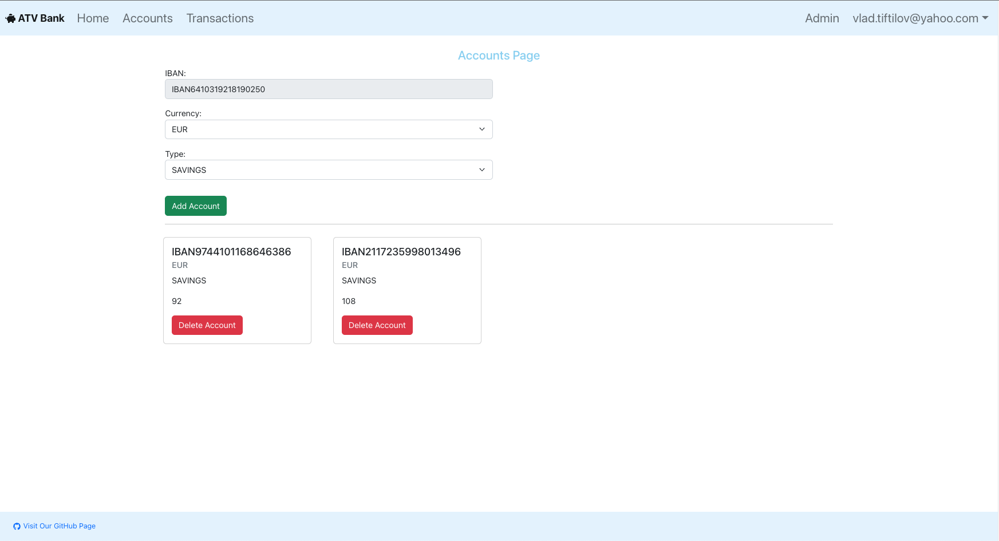 ATV Bank Home Accounts Transactions Admin vlad.tiftilov@yahoo.com
Accounts Page
IBAN:
IBAN6410319218190250
Currency:
EUR
Type:
SAVINGS
Add Account
IBAN9744101168646386
EUR
SAVINGS
92
Delete Account
IBAN2117235998013496
EUR
SAVINGS
108
Delete Account
Visit Our GitHub Page